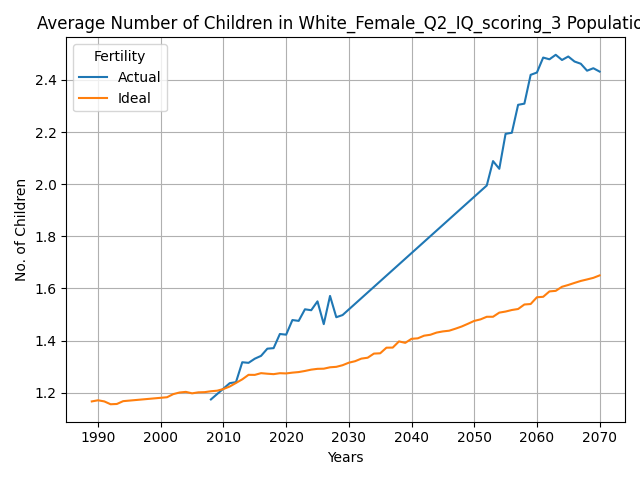 Average Number of Children in White_Female_Q2_IQ_scoring_3 Populatio
Fertility
Actual
Ideal
2.4
2.2
2.0
1.8
1.6
1.4
1.2
No. of Children
1990 2000 2010 2020 2030 2040 2050 2060 2070
Years